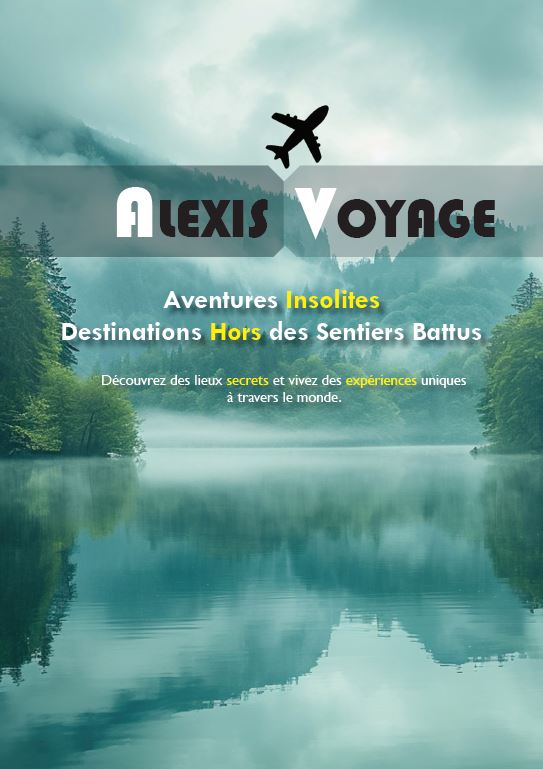 ALEXIS VOYAGE
Aventures Insolites
Destinations Hors des Sentiers Battus
Découvrez des lieux secrets et vivez des expériences uniques
à travers le monde.